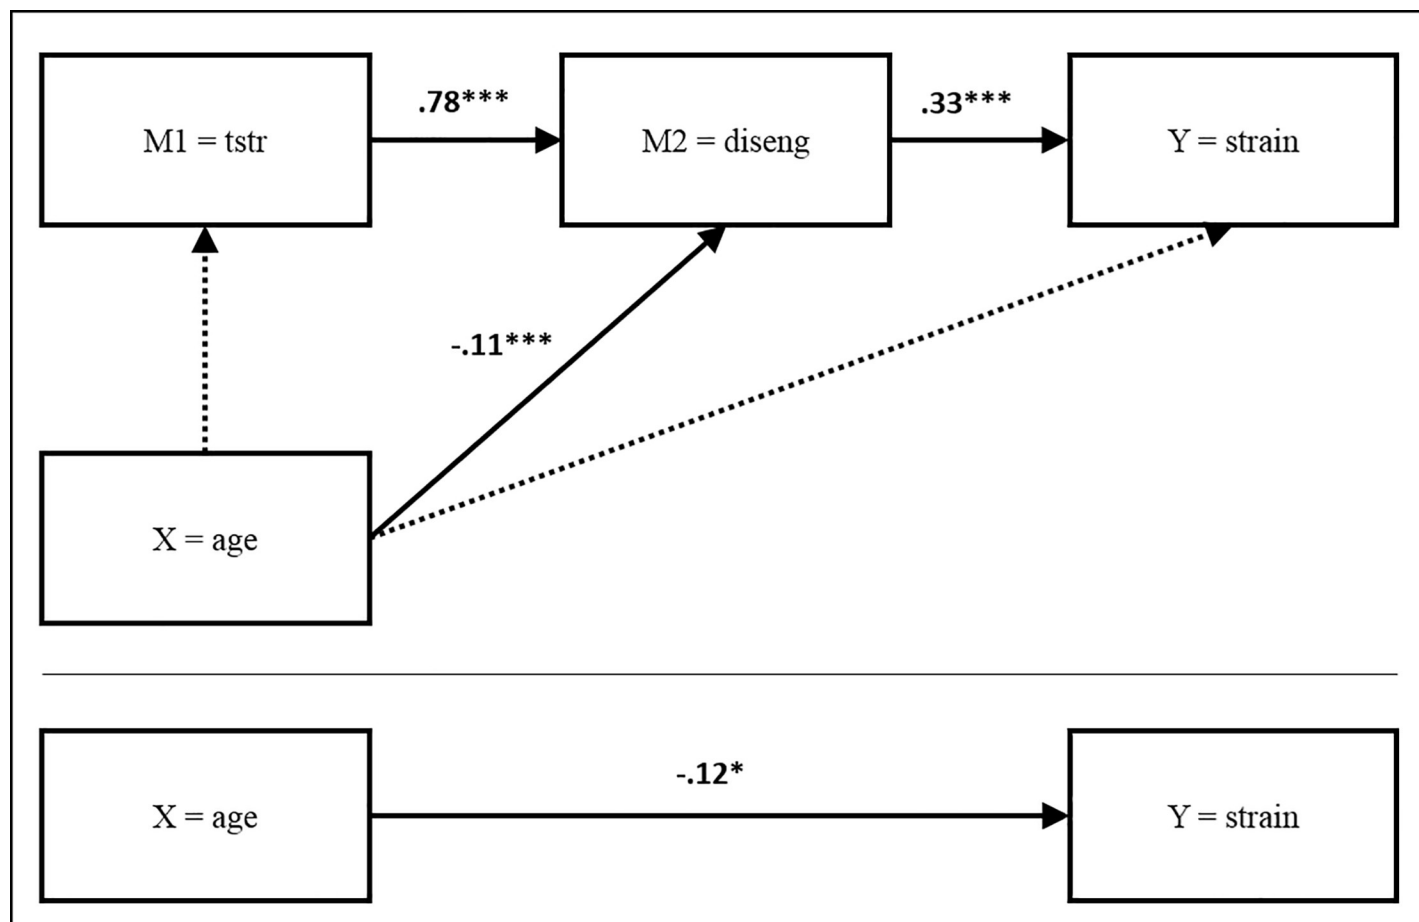 .78***
.33***
M1 = tstr
M2 = diseng
Y = strain
-.11***
X = age
-.12*
X = age
Y = strain